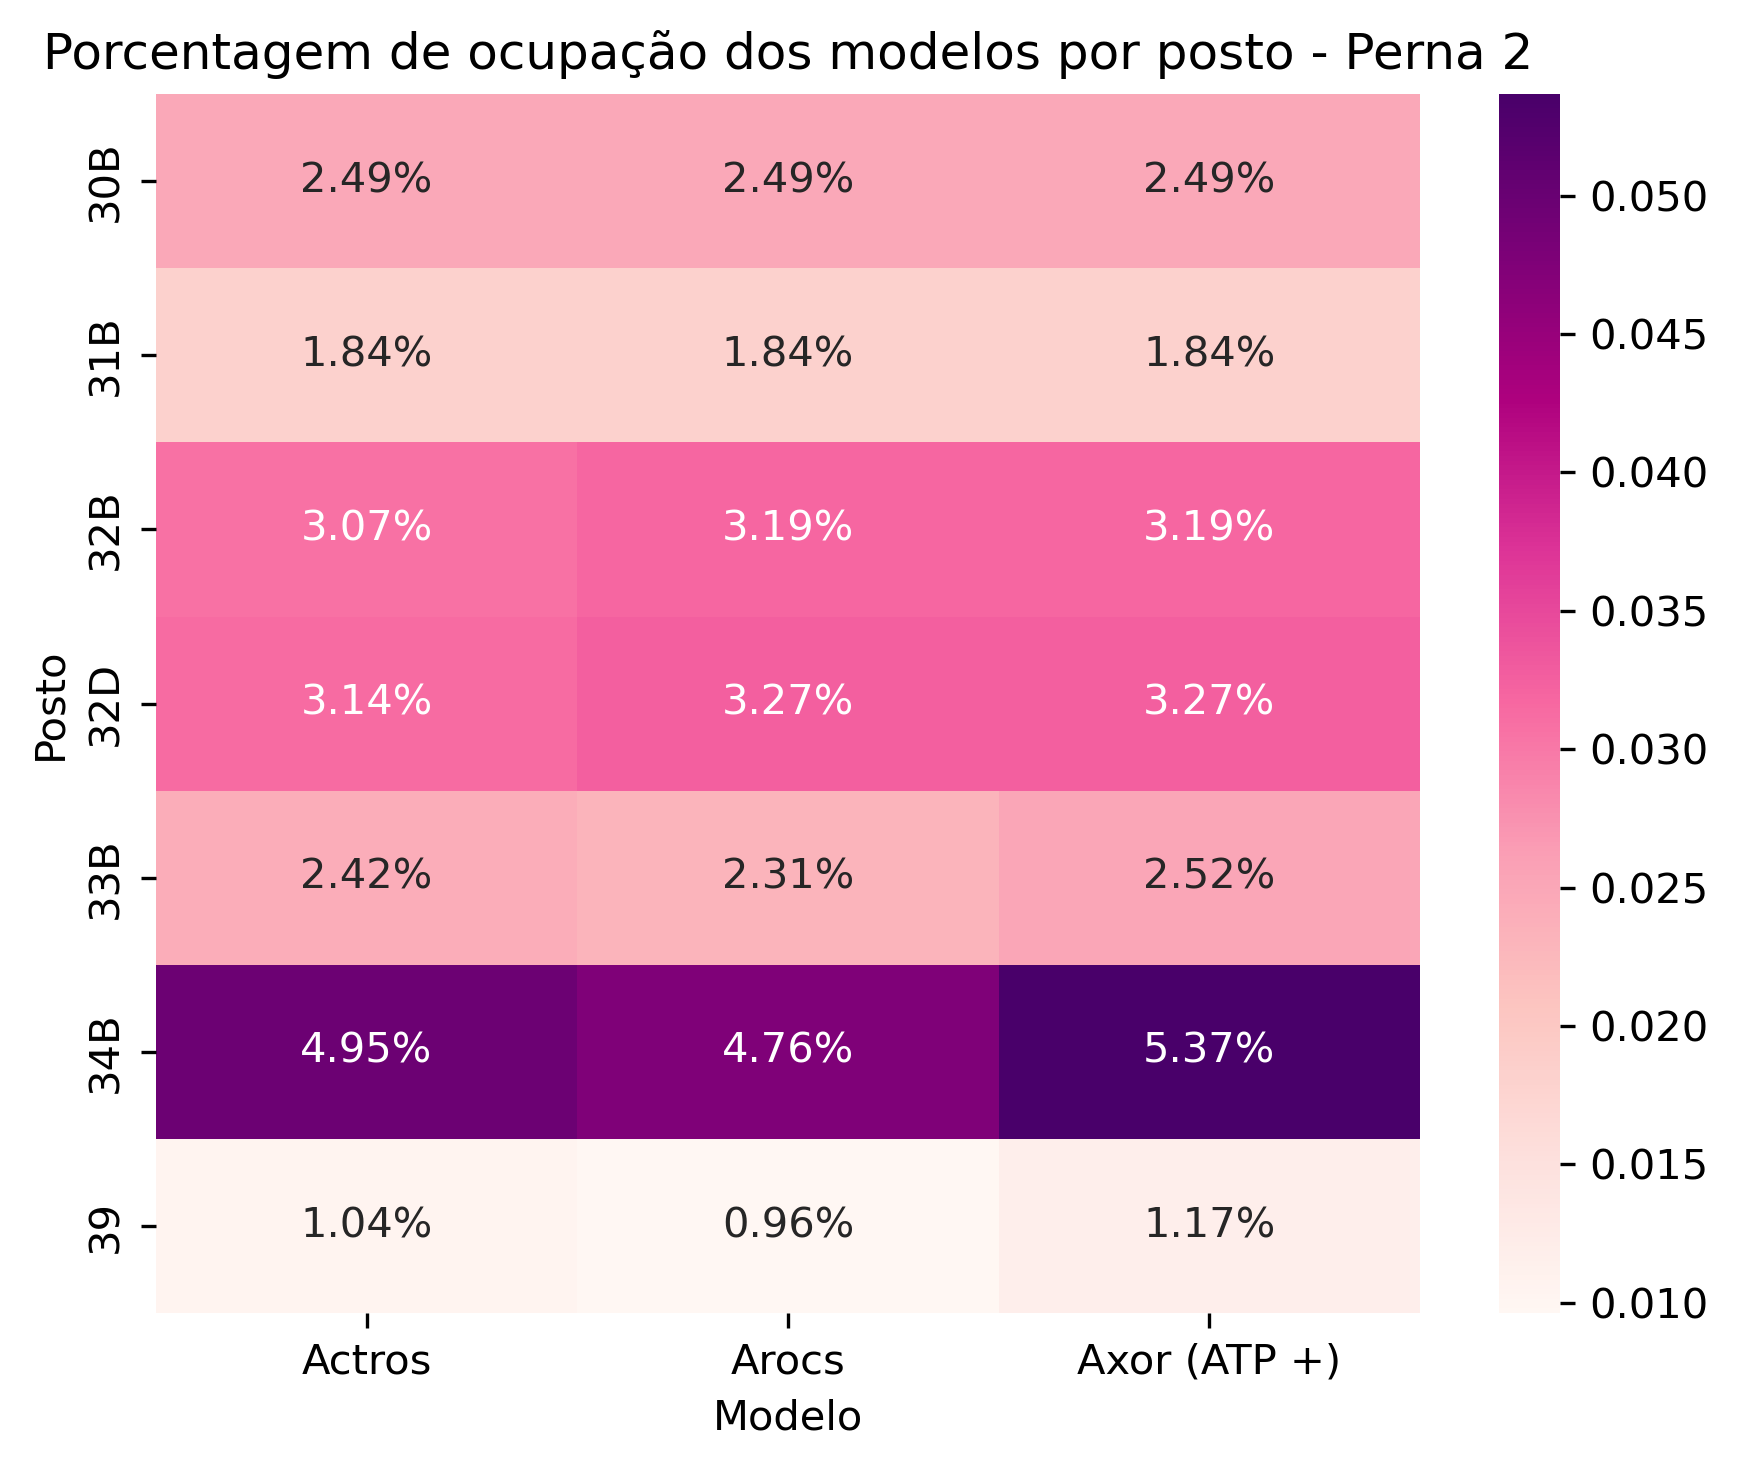 Porcentagem de ocupação dos modelos por posto - Perna 2
Posto
30B 2.49% 2.49% 2.49%
31B 1.84% 1.84% 1.84%
32B 3.07% 3.19% 3.19%
32D 3.14% 3.27% 3.27%
33B 2.42% 2.31% 2.52%
34B 4.95% 4.76% 5.37%
39 1.04% 0.96% 1.17%
Actros Arocs Axor (ATP +)
Modelo
0.050
0.045
0.040
0.035
0.030
0.025
0.020
0.015
0.010